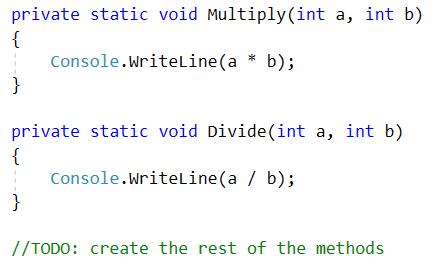 private static void Multiply(int a, int b)
{
    Console.WriteLine(a * b);
}
private static void Divide(int a, int b)
{
    Console.WriteLine(a / b);
}
//TODO: create the rest of the methods